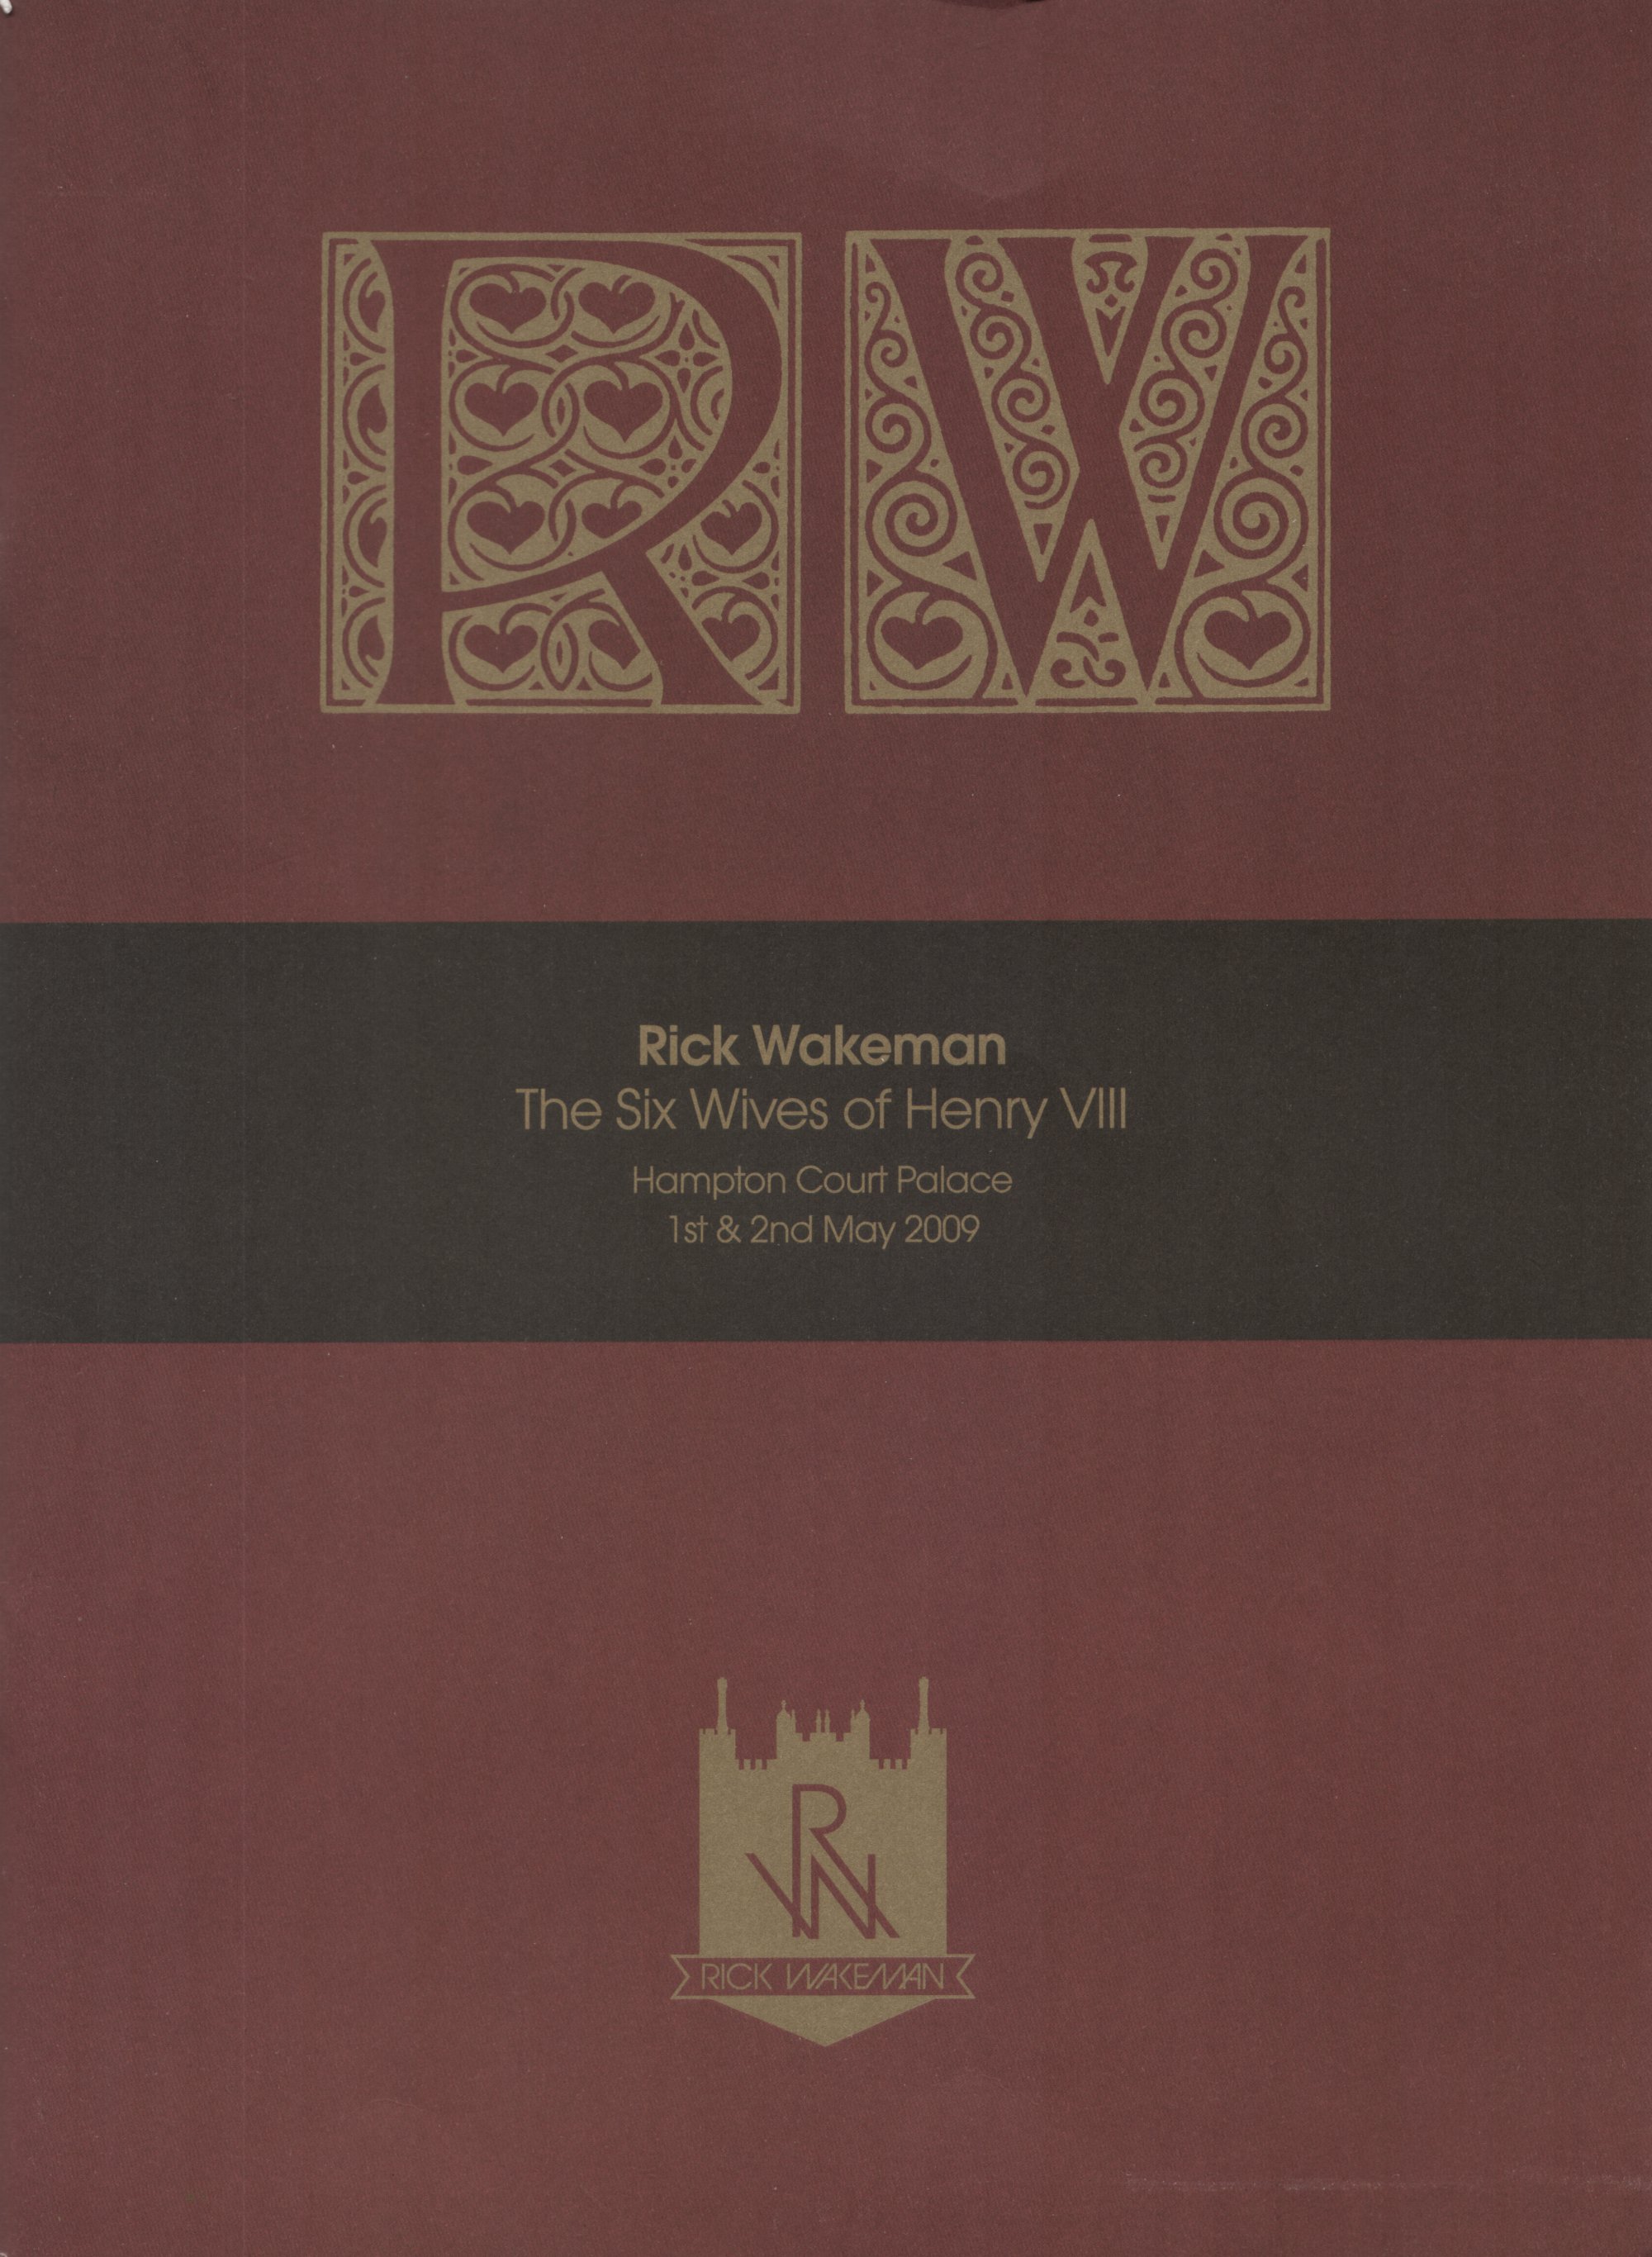 RW
Rick Wakeman
The Six Wives of Henry VIII
Hampton Court Palace
1st & 2nd May 2009
RW
RICK WAKEMAN